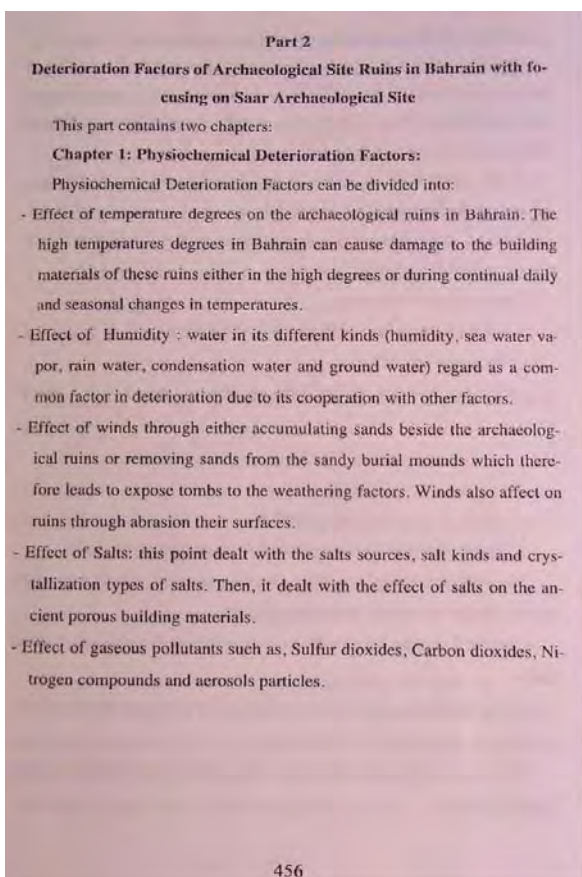 Part 2
Deterioration Factors of Archaeological Site Ruins in Bahrain with fo-
cusing on Saar Archaeological Site
This part contains two chapters:
Chapter 1: Physiochemical Deterioration Factors:
Physiochemical Deterioration Factors can be divided into:
- Effect of temperature degrees on the archaeological ruins in Bahrain. The
high temperatures degrees in Bahrain can cause damage to the building
materials of these ruins either in the high degrees or during continual daily
and seasonal changes in temperatures.
- Effect of Humidity : water in its different kinds (humidity, sea water va-
por, rain water, condensation water and ground water) regard as a com-
mon factor in deterioration due to its cooperation with other factors.
- Effect of winds through either accumulating sands beside the archaeolog-
ical ruins or removing sands from the sandy burial mounds which there-
fore leads to expose tombs to the weathering factors. Winds also affect on
ruins through abrasion their surfaces.
- Effect of Salts: this point dealt with the salts sources, salt kinds and crys-
tallization types of salts. Then, it dealt with the effect of salts on the an-
cient porous building materials.
- Effect of gaseous pollutants such as, Sulfur dioxides, Carbon dioxides, Ni-
trogen compounds and aerosols particles.
456